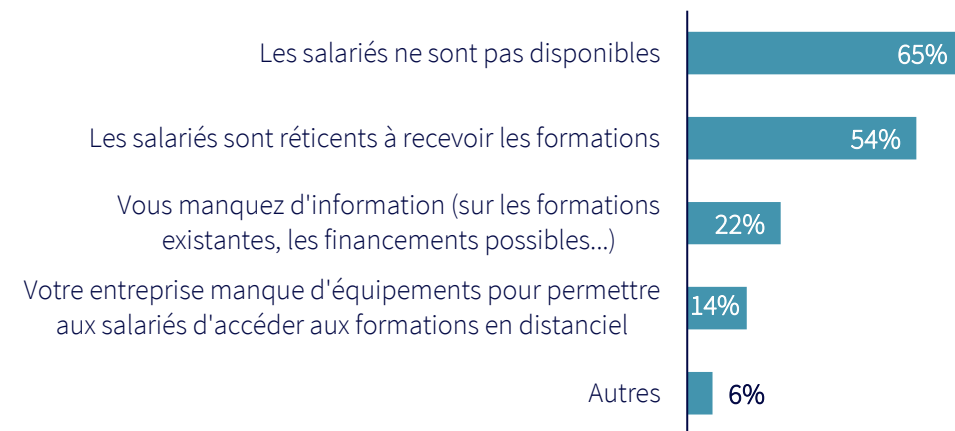 Les salariés ne sont pas disponibles
65%
Les salariés sont réticents à recevoir les formations
54%
Vous manquez d'information (sur les formations
existantes, les financements possibles...)
22%
Votre entreprise manque d'équipements pour permettre
aux salariés d'accéder aux formations en distanciel
14%
Autres
6%